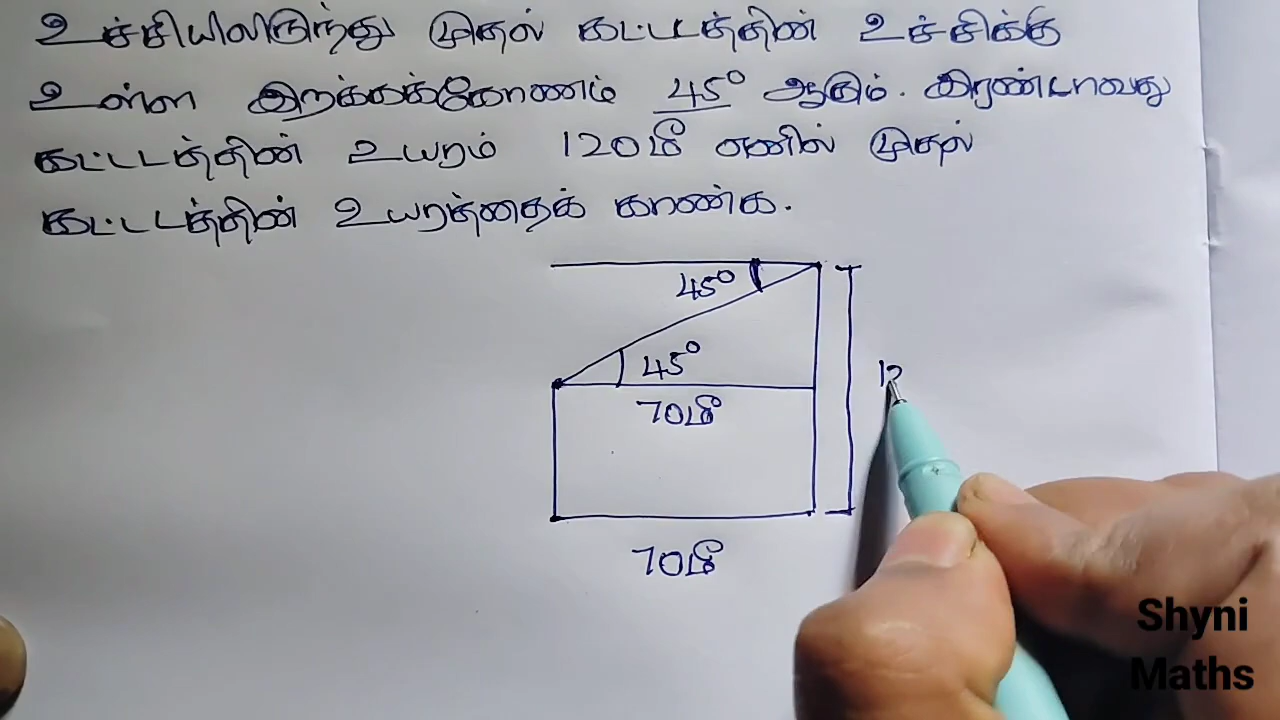 உச்சியிலிருந்து முதல் கட்டடத்தின் உச்சிக்கு
உள்ள இறக்கக்கோணம் 45° ஆகும். இரண்டாவது
கட்டடத்தின் உயரம் 120மீ எனில் முதல்
கட்டடத்தின் உயரத்தைக் காண்க.
45°
45°
70மீ
12
70மீ
Shyni
Maths